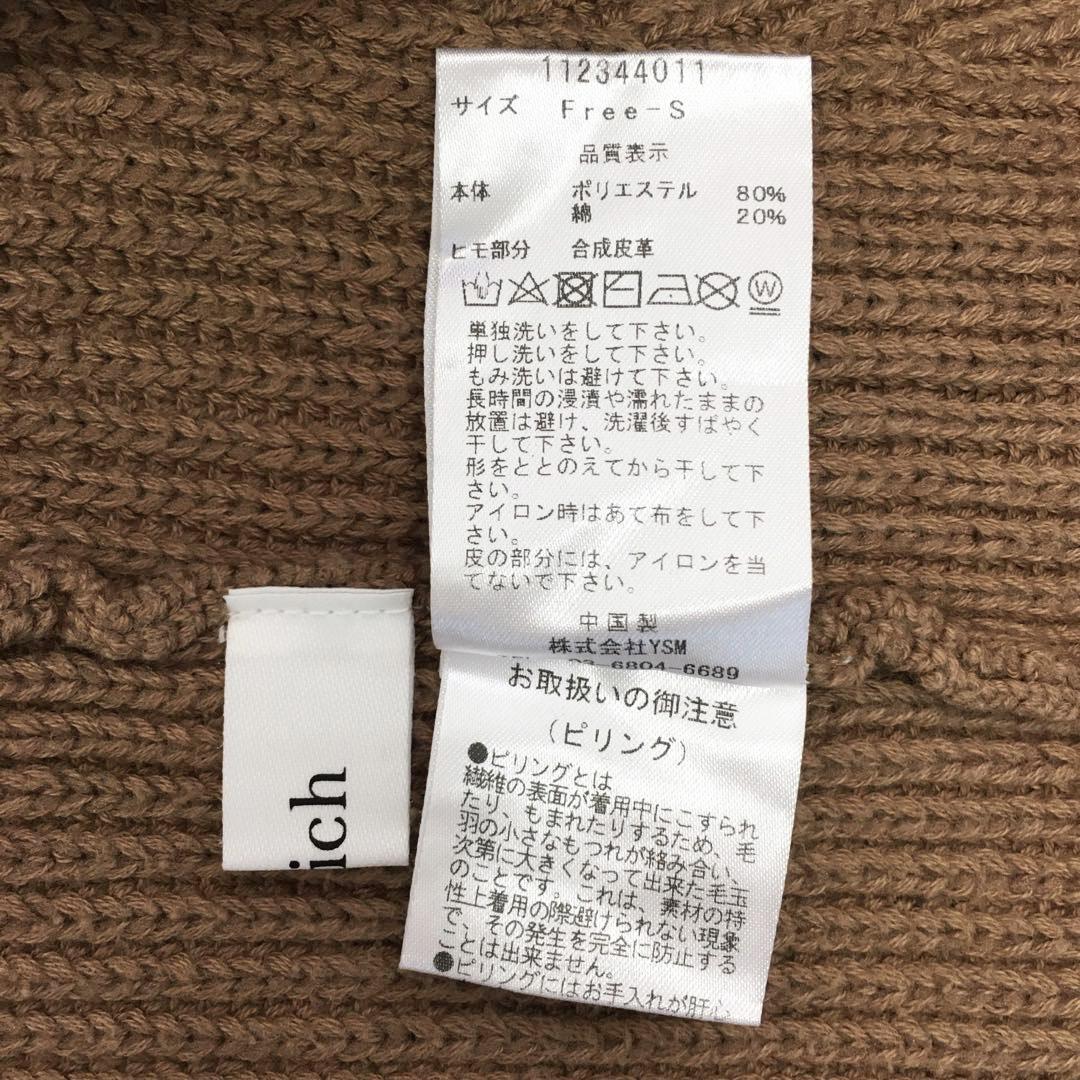 112344011
サイズ Free-S
品質表示
本体 ポリエステル 80%
綿 20%
ヒモ部分 合成皮革
W
単独洗いをして下さい。
押し洗いをして下さい。
もみ洗いは避けて下さい。
長時間の浸漬や濡れたままの
放置は避け、洗濯後すばやく
干して下さい。
形をととのえてから干して下
さい。
アイロン時はあて布をして下
さい。
皮の部分には、アイロンを当
てないで下さい。
中国製
株式会社YSM
03-6804-6689
お取扱いの御注意
(ピリング)
●ピリングとは
繊維の表面が着用中にこすられ
たり、もまれたりするため、毛
羽の小さなもつれが絡み合い、
次第に大きくなって出来た毛玉
のことです。これは、素材の特
性上着用の際避けられない現象
で、その発生を完全に防止する
ことは出来ません。
●ピリングにはお手入れが肝心
ich